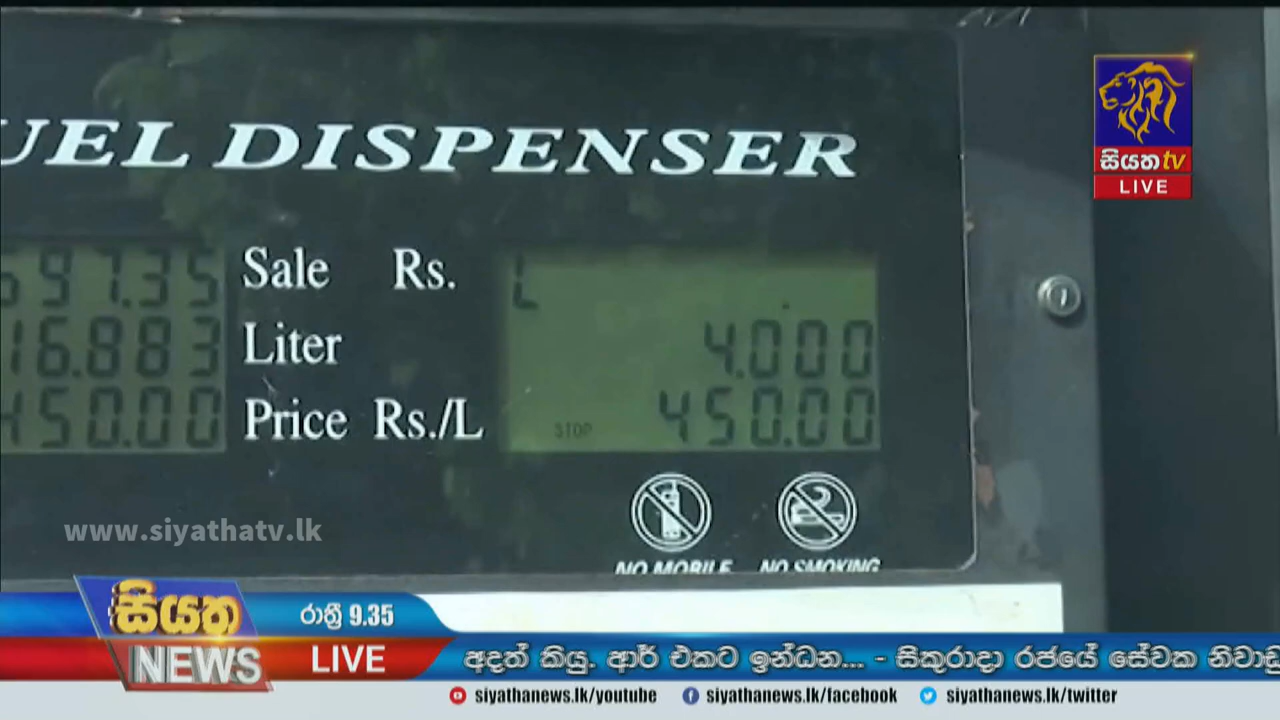 UEL DISPENSER
සියත tv
LIVE
697.35 Sale Rs. L
16.883 Liter 4.000
450.00 Price Rs./L STOP 450.00
www.siyathatv.lk
NO MOBILE NO SMOKING
සියත
NEWS
රාත්‍රී 9.35
LIVE
අදත් කියු. ආර් එකට ඉන්ධන... - සිකුරාදා රජයේ සේවක නිවාඩු
siyathanews.lk/youtube siyathanews.lk/facebook siyathanews.lk/twitter